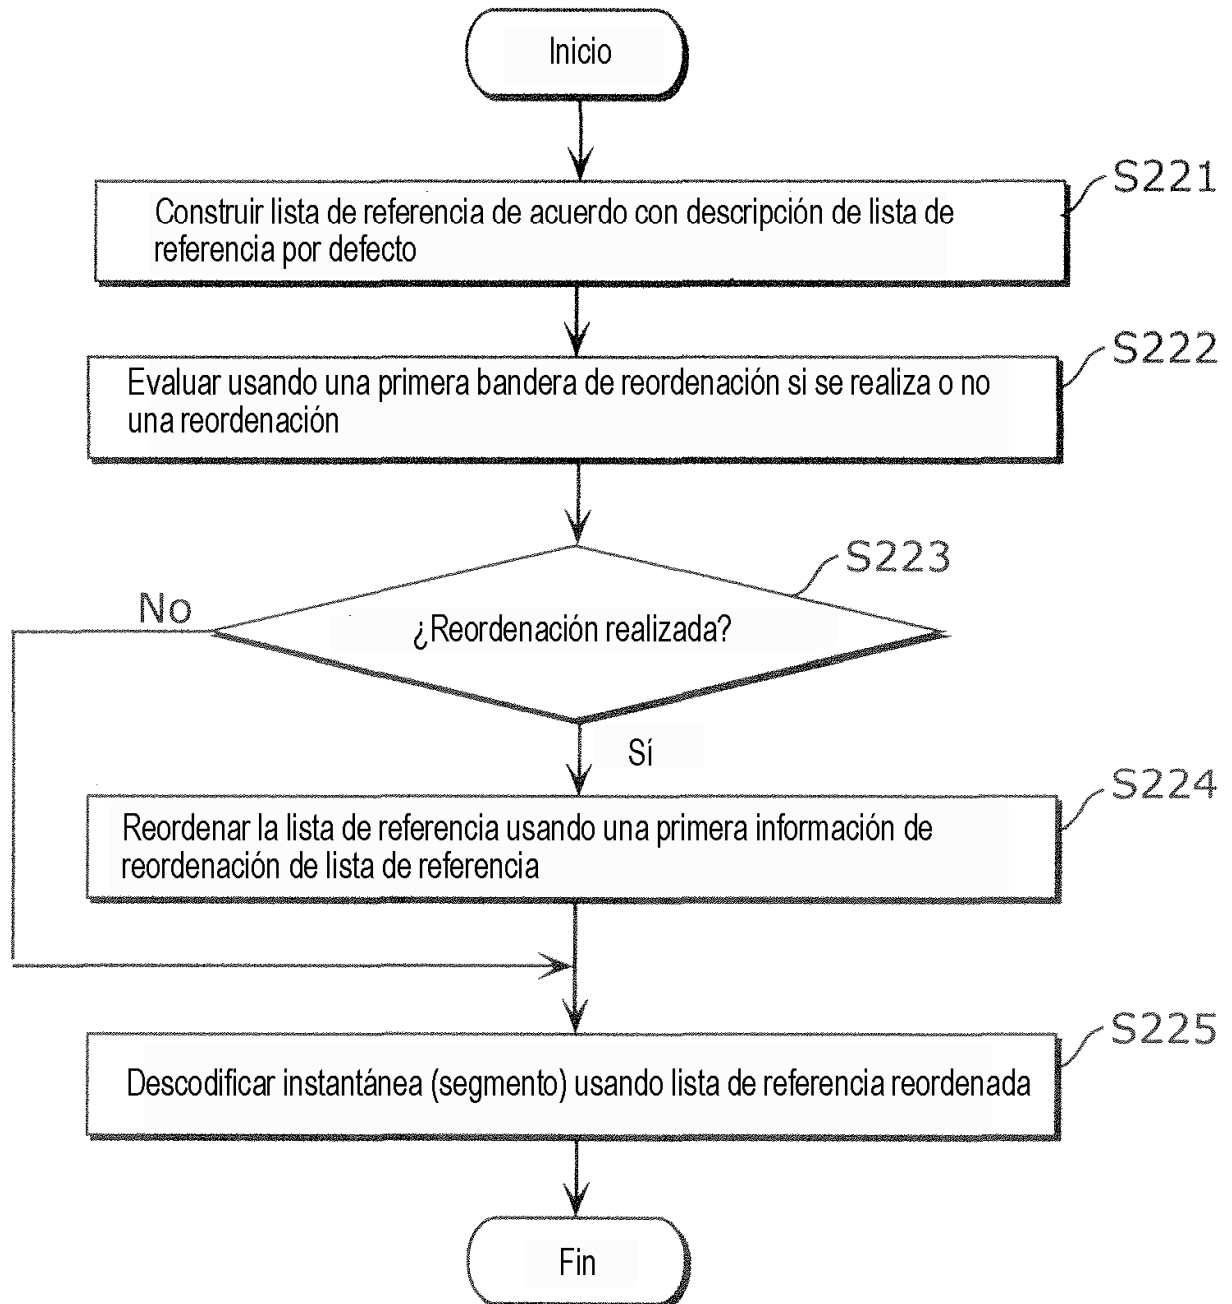 Inicio
S221
Construir lista de referencia de acuerdo con descripción de lista de
referencia por defecto
S222
Evaluar usando una primera bandera de reordenación si se realiza o no
una reordenación
S223
No
¿Reordenación realizada?
Sí
S224
Reordenar la lista de referencia usando una primera información de
reordenación de lista de referencia
S225
Descodificar instantánea (segmento) usando lista de referencia reordenada
Fin